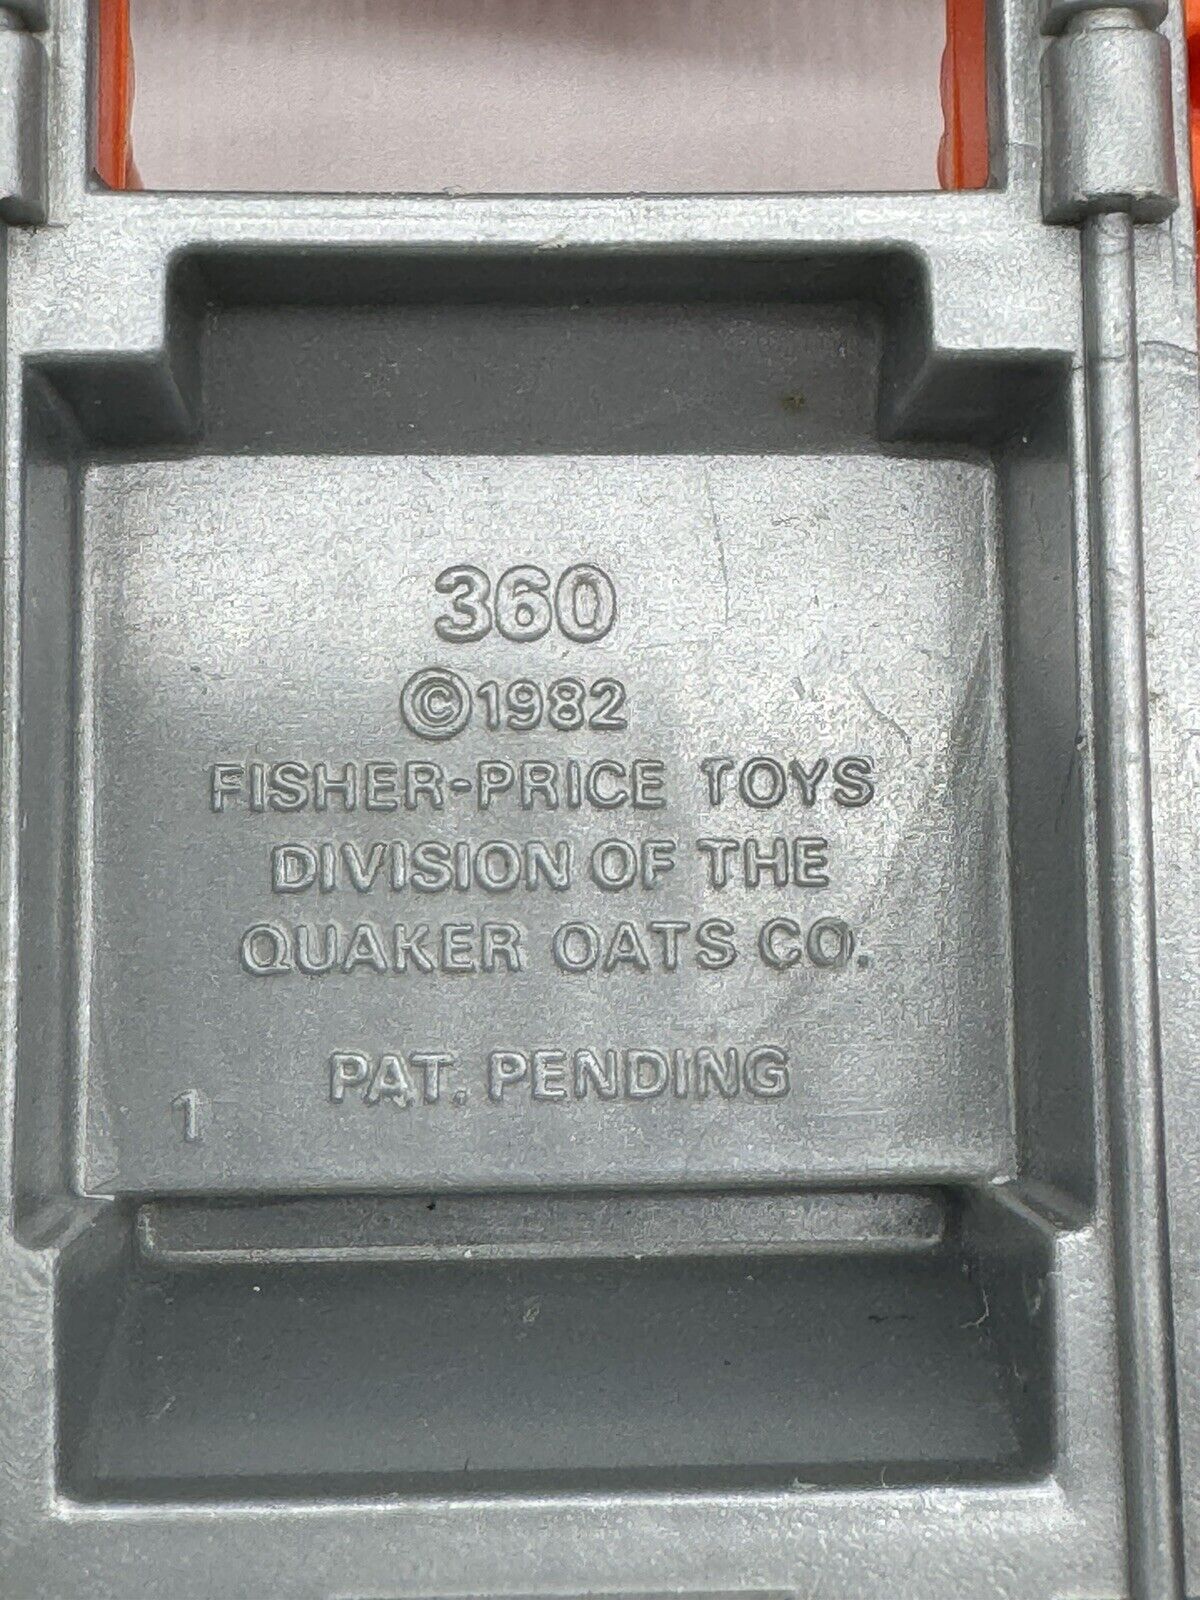 360
©1982
FISHER-PRICE TOYS
DIVISION OF THE
QUAKER OATS CO.
PAT. PENDING
1